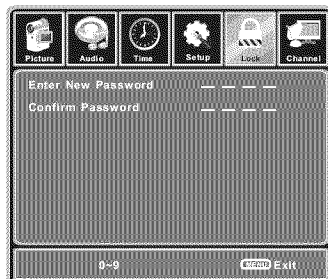 Picture Audio Time Setup Lock Channel
Enter New Password _ _ _ _
Confirm Password _ _ _ _
0~9 MENU Exit